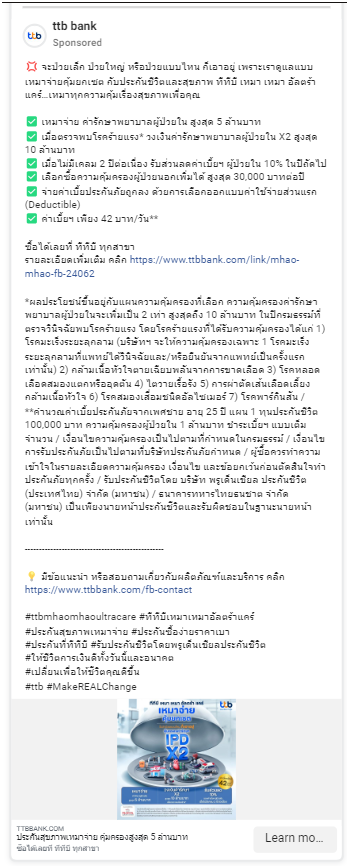 ttb bank
Sponsored
💢 จะป่วยเล็ก ป่วยใหญ่ หรือป่วยแบบไหน ก็เอาอยู่ เพราะเราดูแลแบบ
เหมาจ่ายคุ้มยกเซต กับประกันชีวิตและสุขภาพ ทีทีบี เหมา เหมา อัลตร้า
แคร์...เหมาทุกความคุ้มเรื่องสุขภาพเพื่อคุณ
✅ เหมาจ่าย ค่ารักษาพยาบาลผู้ป่วยใน สูงสุด 5 ล้านบาท
✅ เมื่อตรวจพบโรคร้ายแรง* วงเงินค่ารักษาพยาบาลผู้ป่วยใน X2 สูงสุด
10 ล้านบาท
✅ เมื่อไม่มีเคลม 2 ปีต่อเนื่อง รับส่วนลดค่าเบี้ยฯ ผู้ป่วยใน 10% ในปีถัดไป
✅ เลือกซื้อความคุ้มครองผู้ป่วยนอกเพิ่มได้ สูงสุด 30,000 บาทต่อปี
✅ จ่ายค่าเบี้ยประกันภัยถูกลง ด้วยการเลือกออกแบบค่าใช้จ่ายส่วนแรก
(Deductible)
✅ ค่าเบี้ยฯ เพียง 42 บาท/วัน**
ซื้อได้เลยที่ ทีทีบี ทุกสาขา
รายละเอียดเพิ่มเติม คลิก https://www.ttbbank.com/link/mhao-
mhao-fb-24062
*ผลประโยชน์ขึ้นอยู่กับแผนความคุ้มครองที่เลือก ความคุ้มครองค่ารักษา
พยาบาลผู้ป่วยในจะเพิ่มเป็น 2 เท่า สูงสุดถึง 10 ล้านบาท ในปีกรมธรรม์ที่
ตรวจวินิจฉัยพบโรคร้ายแรง โดยโรคร้ายแรงที่ได้รับความคุ้มครองได้แก่ 1)
โรคมะเร็งระยะลุกลาม (บริษัทฯ จะให้ความคุ้มครองเฉพาะ 1 โรคมะเร็ง
ระยะลุกลามที่แพทย์ได้วินิจฉัยและ/หรือยืนยันจากแพทย์เป็นครั้งแรก
เท่านั้น) 2) กล้ามเนื้อหัวใจตายเฉียบพลันจากการขาดเลือด 3) โรคหลอด
เลือดสมองแตกหรืออุดตัน 4) ไตวายเรื้อรัง 5) การผ่าตัดเส้นเลือดเลี้ยง
กล้ามเนื้อหัวใจ 6) โรคสมองเสื่อมชนิดอัลไซเมอร์ 7) โรคพาร์กินสัน /
**คำนวณค่าเบี้ยประกันภัยจากเพศชาย อายุ 25 ปี แผน 1 ทุนประกันชีวิต
100,000 บาท ความคุ้มครองผู้ป่วยใน 1 ล้านบาท ชำระเบี้ยฯ แบบเต็ม
จำนวน / เงื่อนไขความคุ้มครองเป็นไปตามที่กำหนดในกรมธรรม์ / เงื่อนไข
การรับประกันภัยเป็นไปตามที่บริษัทประกันภัยกำหนด / ผู้ซื้อควรทำความ
เข้าใจในรายละเอียดความคุ้มครอง เงื่อนไข และข้อยกเว้นก่อนตัดสินใจทำ
ประกันภัยทุกครั้ง / รับประกันชีวิตโดย บริษัท พรูเด็นเชียล ประกันชีวิต
(ประเทศไทย) จำกัด (มหาชน) / ธนาคารทหารไทยธนชาต จำกัด
(มหาชน) เป็นเพียงนายหน้าประกันชีวิตและรับผิดชอบในฐานะนายหน้า
เท่านั้น
--------------------------------------------------
💡 มีข้อแนะนำ หรือสอบถามเกี่ยวกับผลิตภัณฑ์และบริการ คลิก
https://www.ttbbank.com/fb-contact
#ttbmhaomhaoultracare #ทีทีบีเหมาเหมาอัลตร้าแคร์
#ประกันสุขภาพเหมาจ่าย #ประกันซื้อง่ายราคาเบา
#ประกันที่ทีทีบี #รับประกันชีวิตโดยพรูเด็นเชียลประกันชีวิต
#ให้ชีวิตการเงินดีทั้งวันนี้และอนาคต
#เปลี่ยนเพื่อให้ชีวิตคุณดีขึ้น
#ttb #MakeREALChange
ทีทีบี เหมา เหมา อัลตร้า แคร์
ttb
เหมาจ่าย
IPD
X2
TTBBANK.COM
ประกันสุขภาพเหมาจ่าย คุ้มครองสูงสุด 5 ล้านบาท
ซื้อได้เลยที่ ทีทีบี ทุกสาขา
Learn mo...